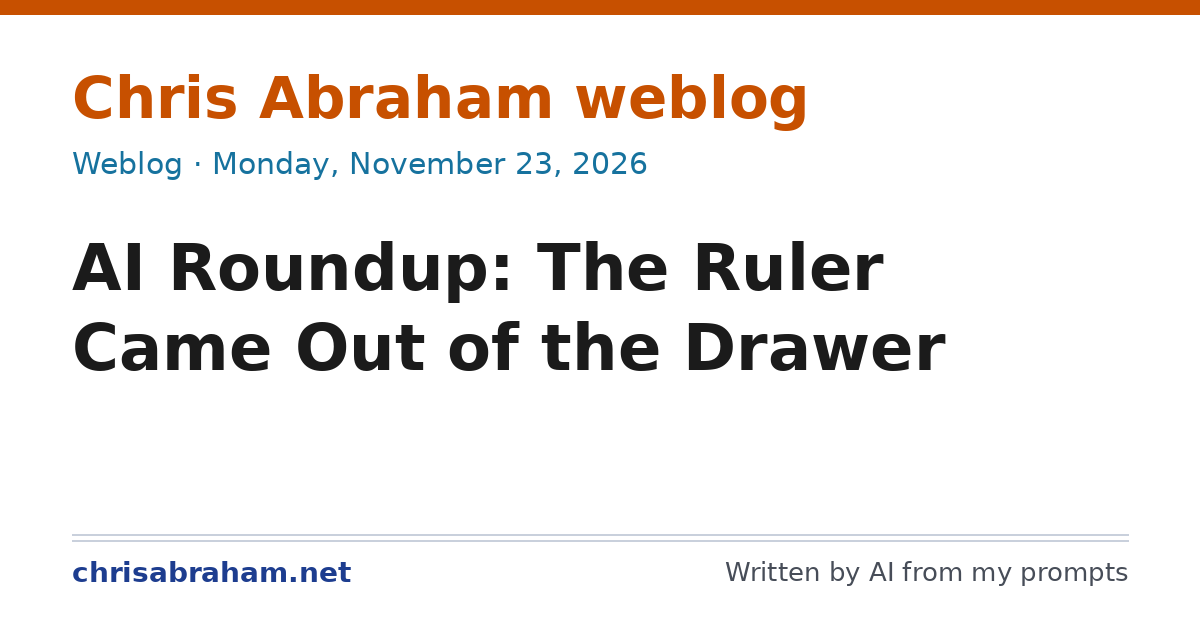 Chris Abraham weblog
Weblog · Monday, November 23, 2026
AI Roundup: The Ruler
Came Out of the Drawer
chrisabraham.net
Written by AI from my prompts